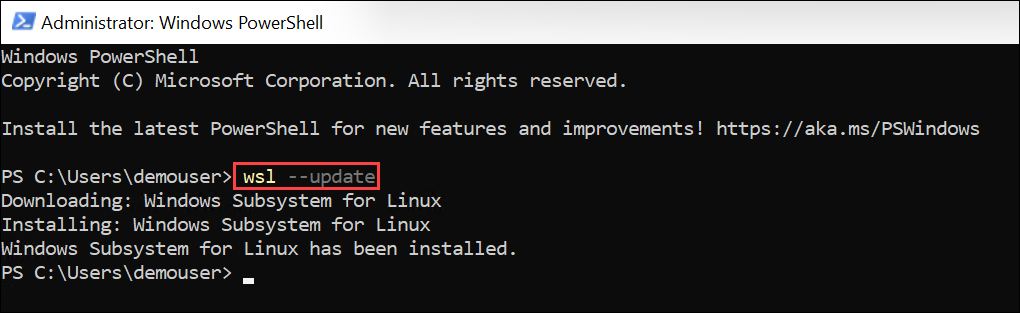 Administrator: Windows PowerShell
Windows PowerShell
Copyright (C) Microsoft Corporation. All rights reserved.
Install the latest PowerShell for new features and improvements! https://aka.ms/PSWindows
PS C:\Users\demouser> wsl --update
Downloading: Windows Subsystem for Linux
Installing: Windows Subsystem for Linux
Windows Subsystem for Linux has been installed.
PS C:\Users\demouser>